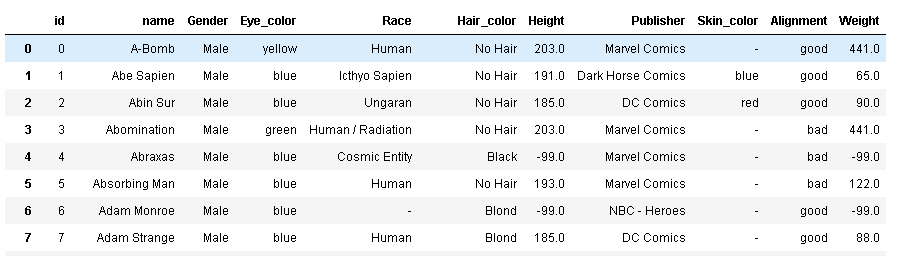 id name Gender Eye_color Race Hair_color Height Publisher Skin_color Alignment Weight
0 0 A-Bomb Male yellow Human No Hair 203.0 Marvel Comics - good 441.0
1 1 Abe Sapien Male blue Icthyo Sapien No Hair 191.0 Dark Horse Comics blue good 65.0
2 2 Abin Sur Male blue Ungaran No Hair 185.0 DC Comics red good 90.0
3 3 Abomination Male green Human / Radiation No Hair 203.0 Marvel Comics - bad 441.0
4 4 Abraxas Male blue Cosmic Entity Black -99.0 Marvel Comics - bad -99.0
5 5 Absorbing Man Male blue Human No Hair 193.0 Marvel Comics - bad 122.0
6 6 Adam Monroe Male blue - Blond -99.0 NBC - Heroes - good -99.0
7 7 Adam Strange Male blue Human Blond 185.0 DC Comics - good 88.0